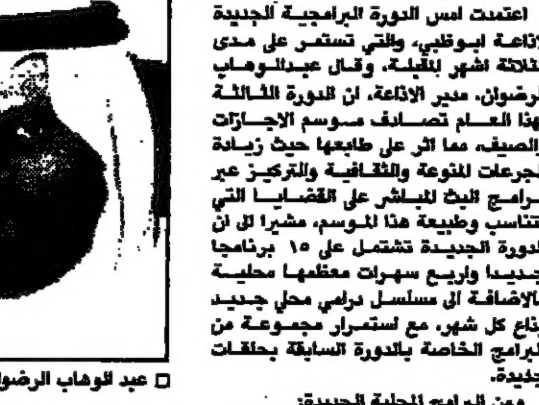 اعتمدت امس الدورة البرامجية الجديدة
لاذاعة ابوظبي، والتي تستمر على مدى
ثلاثة اشهر المقبلة، وقال عبدالوهاب
الرضوان، مدير الاذاعة، ان الدورة الثالثة
لهذا العام تصادف موسم الاجازات
والصيف، مما اثر على طابعها حيث زيادة
الجرعات المنوعة والثقافية والتركيز عبر
برامج البث المباشر على القضايا التي
تتناسب وطبيعة هذا الموسم، مشيرا الى ان
الدورة الجديدة تشتمل على ١٥ برنامجا
جديدا واربع سهرات معظمها محلية
بالاضافة الى مسلسل درامي محلي جديد
يذاع كل شهر، مع استمرار مجموعة من
البرامج الخاصة بالدورة السابقة بحلقات
جديدة.
ومن البرامج المحلية الجديدة:
عبد الوهاب الرضوا